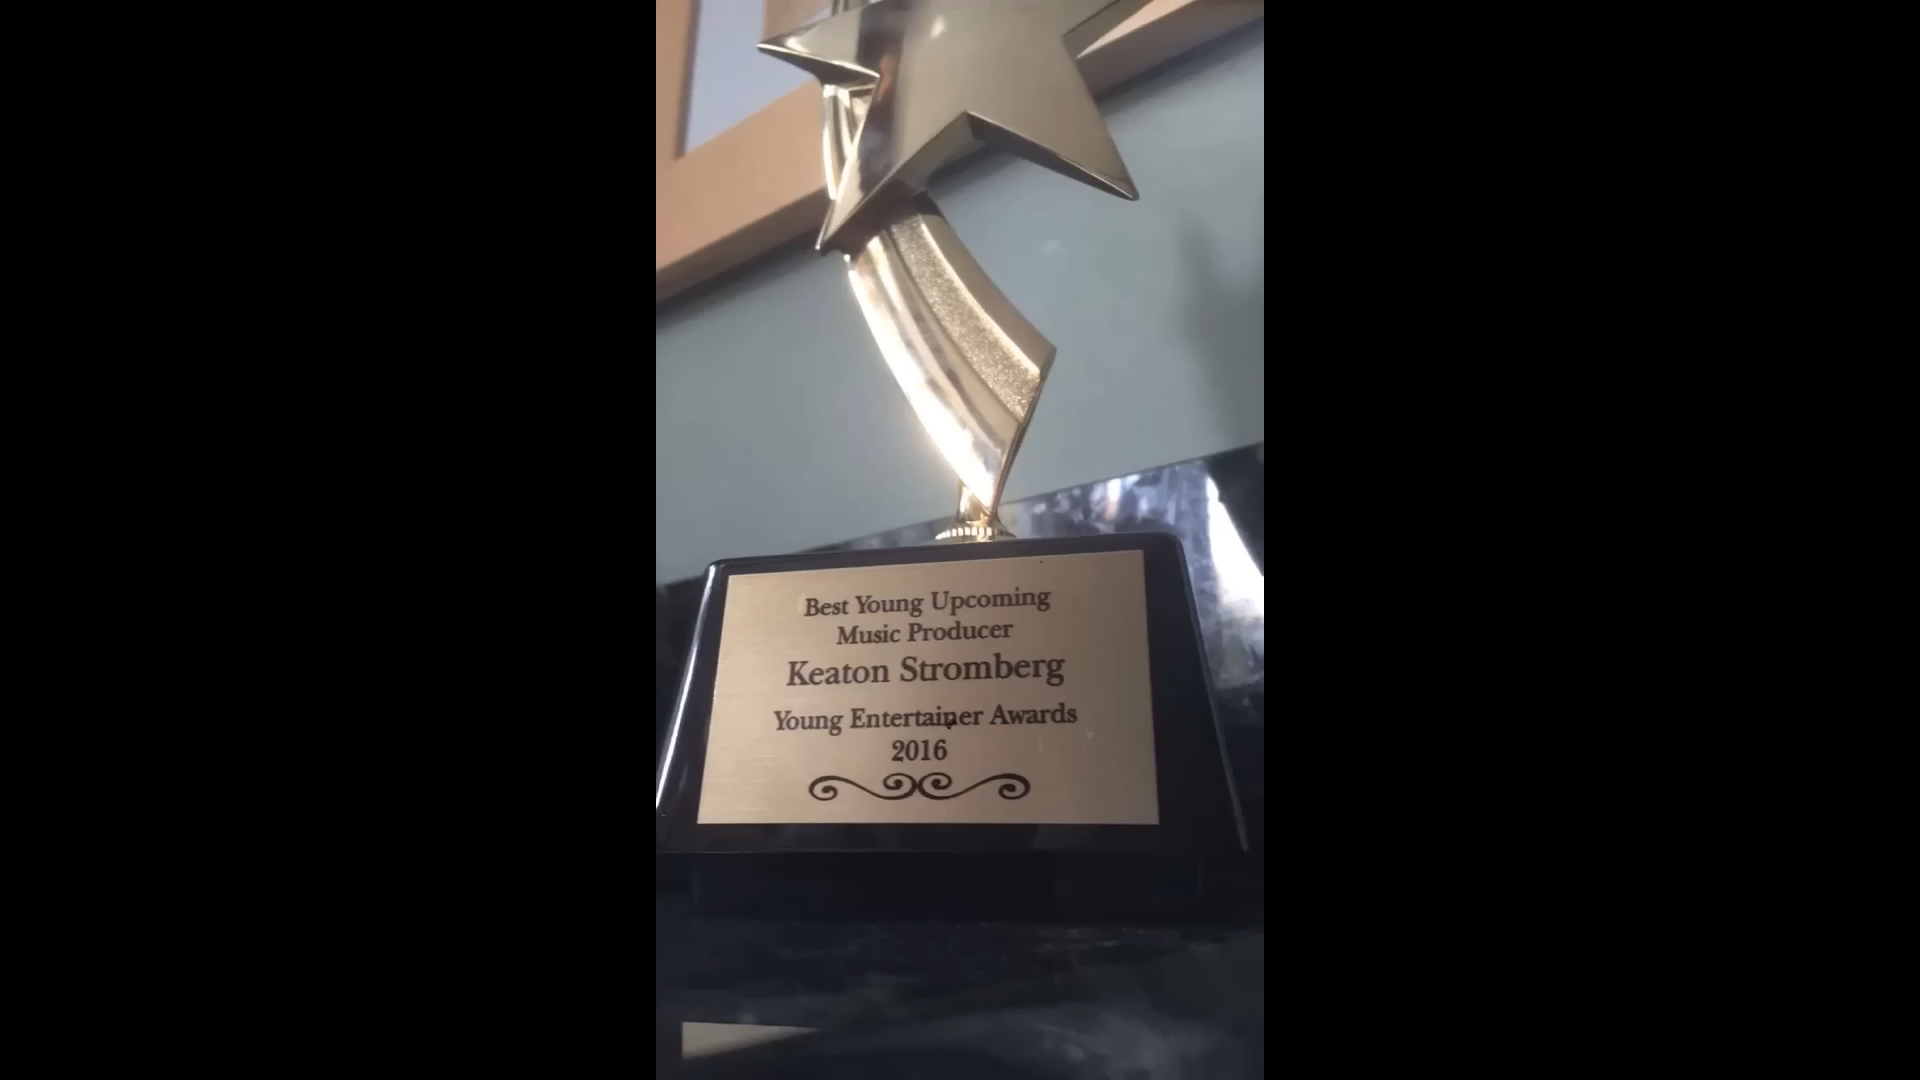 Best Young Upcoming
Music Producer
Keaton Stromberg
Young Entertainer Awards
2016